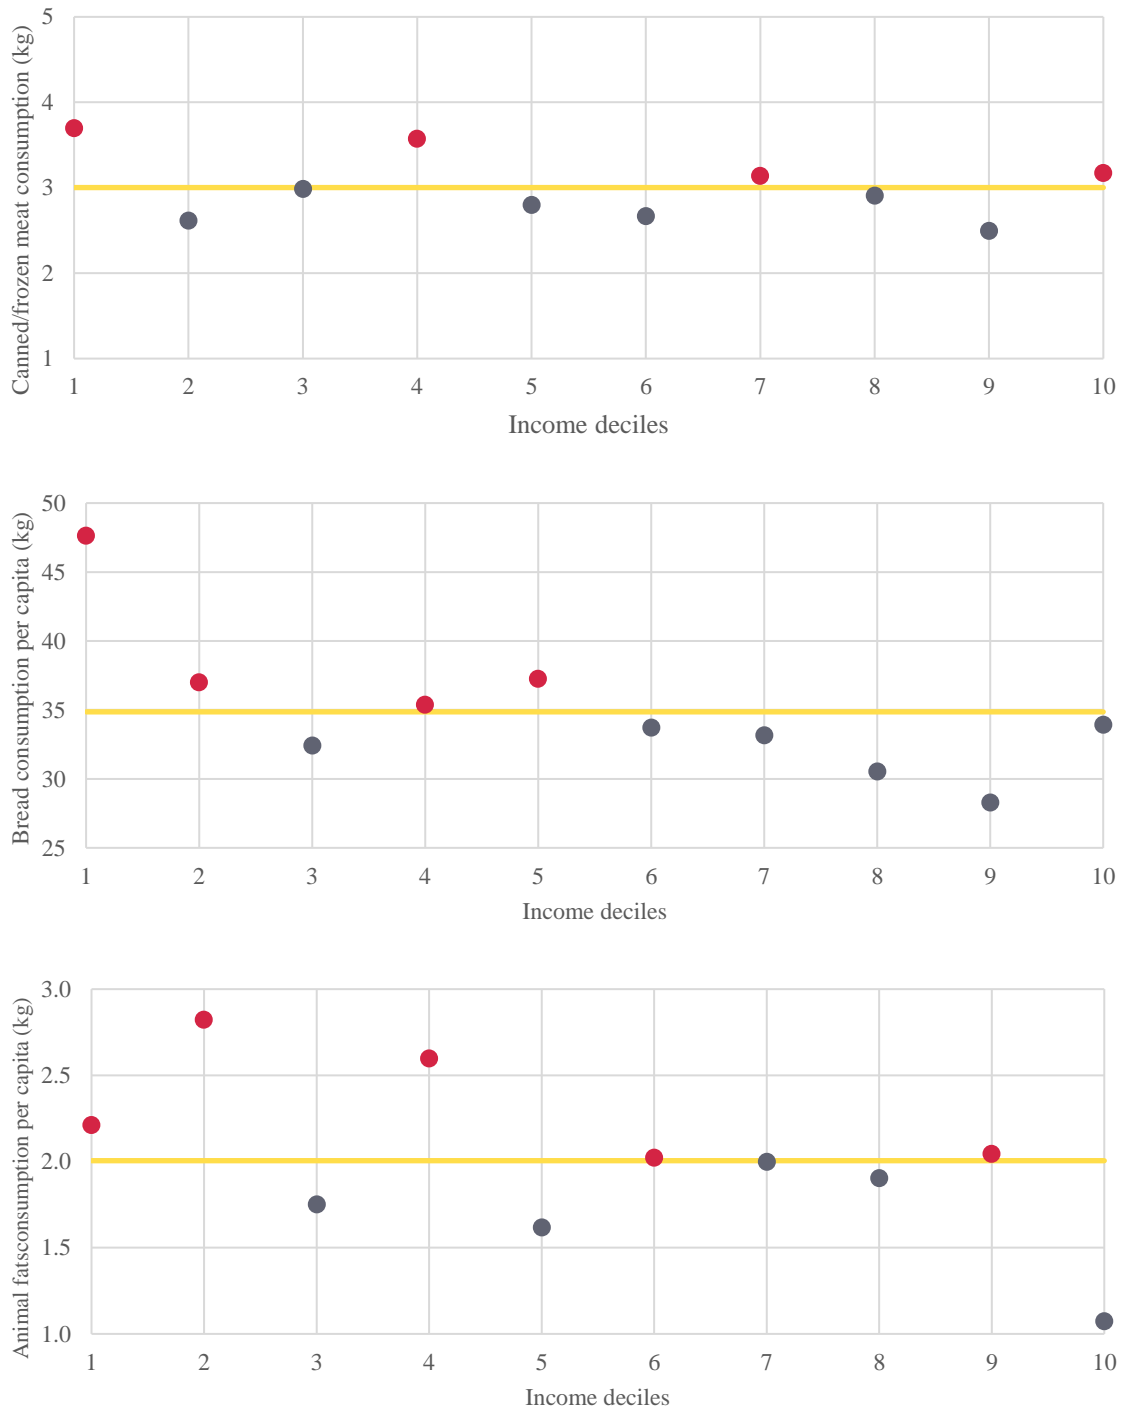 Canned/frozen meat consumption (kg)
5
4
3
2
1
1 2 3 4 5 6 7 8 9 10
Income deciles
Bread consumption per capita (kg)
50
45
40
35
30
25
1 2 3 4 5 6 7 8 9 10
Income deciles
Animal fatsconsumption per capita (kg)
3.0
2.5
2.0
1.5
1.0
1 2 3 4 5 6 7 8 9 10
Income deciles